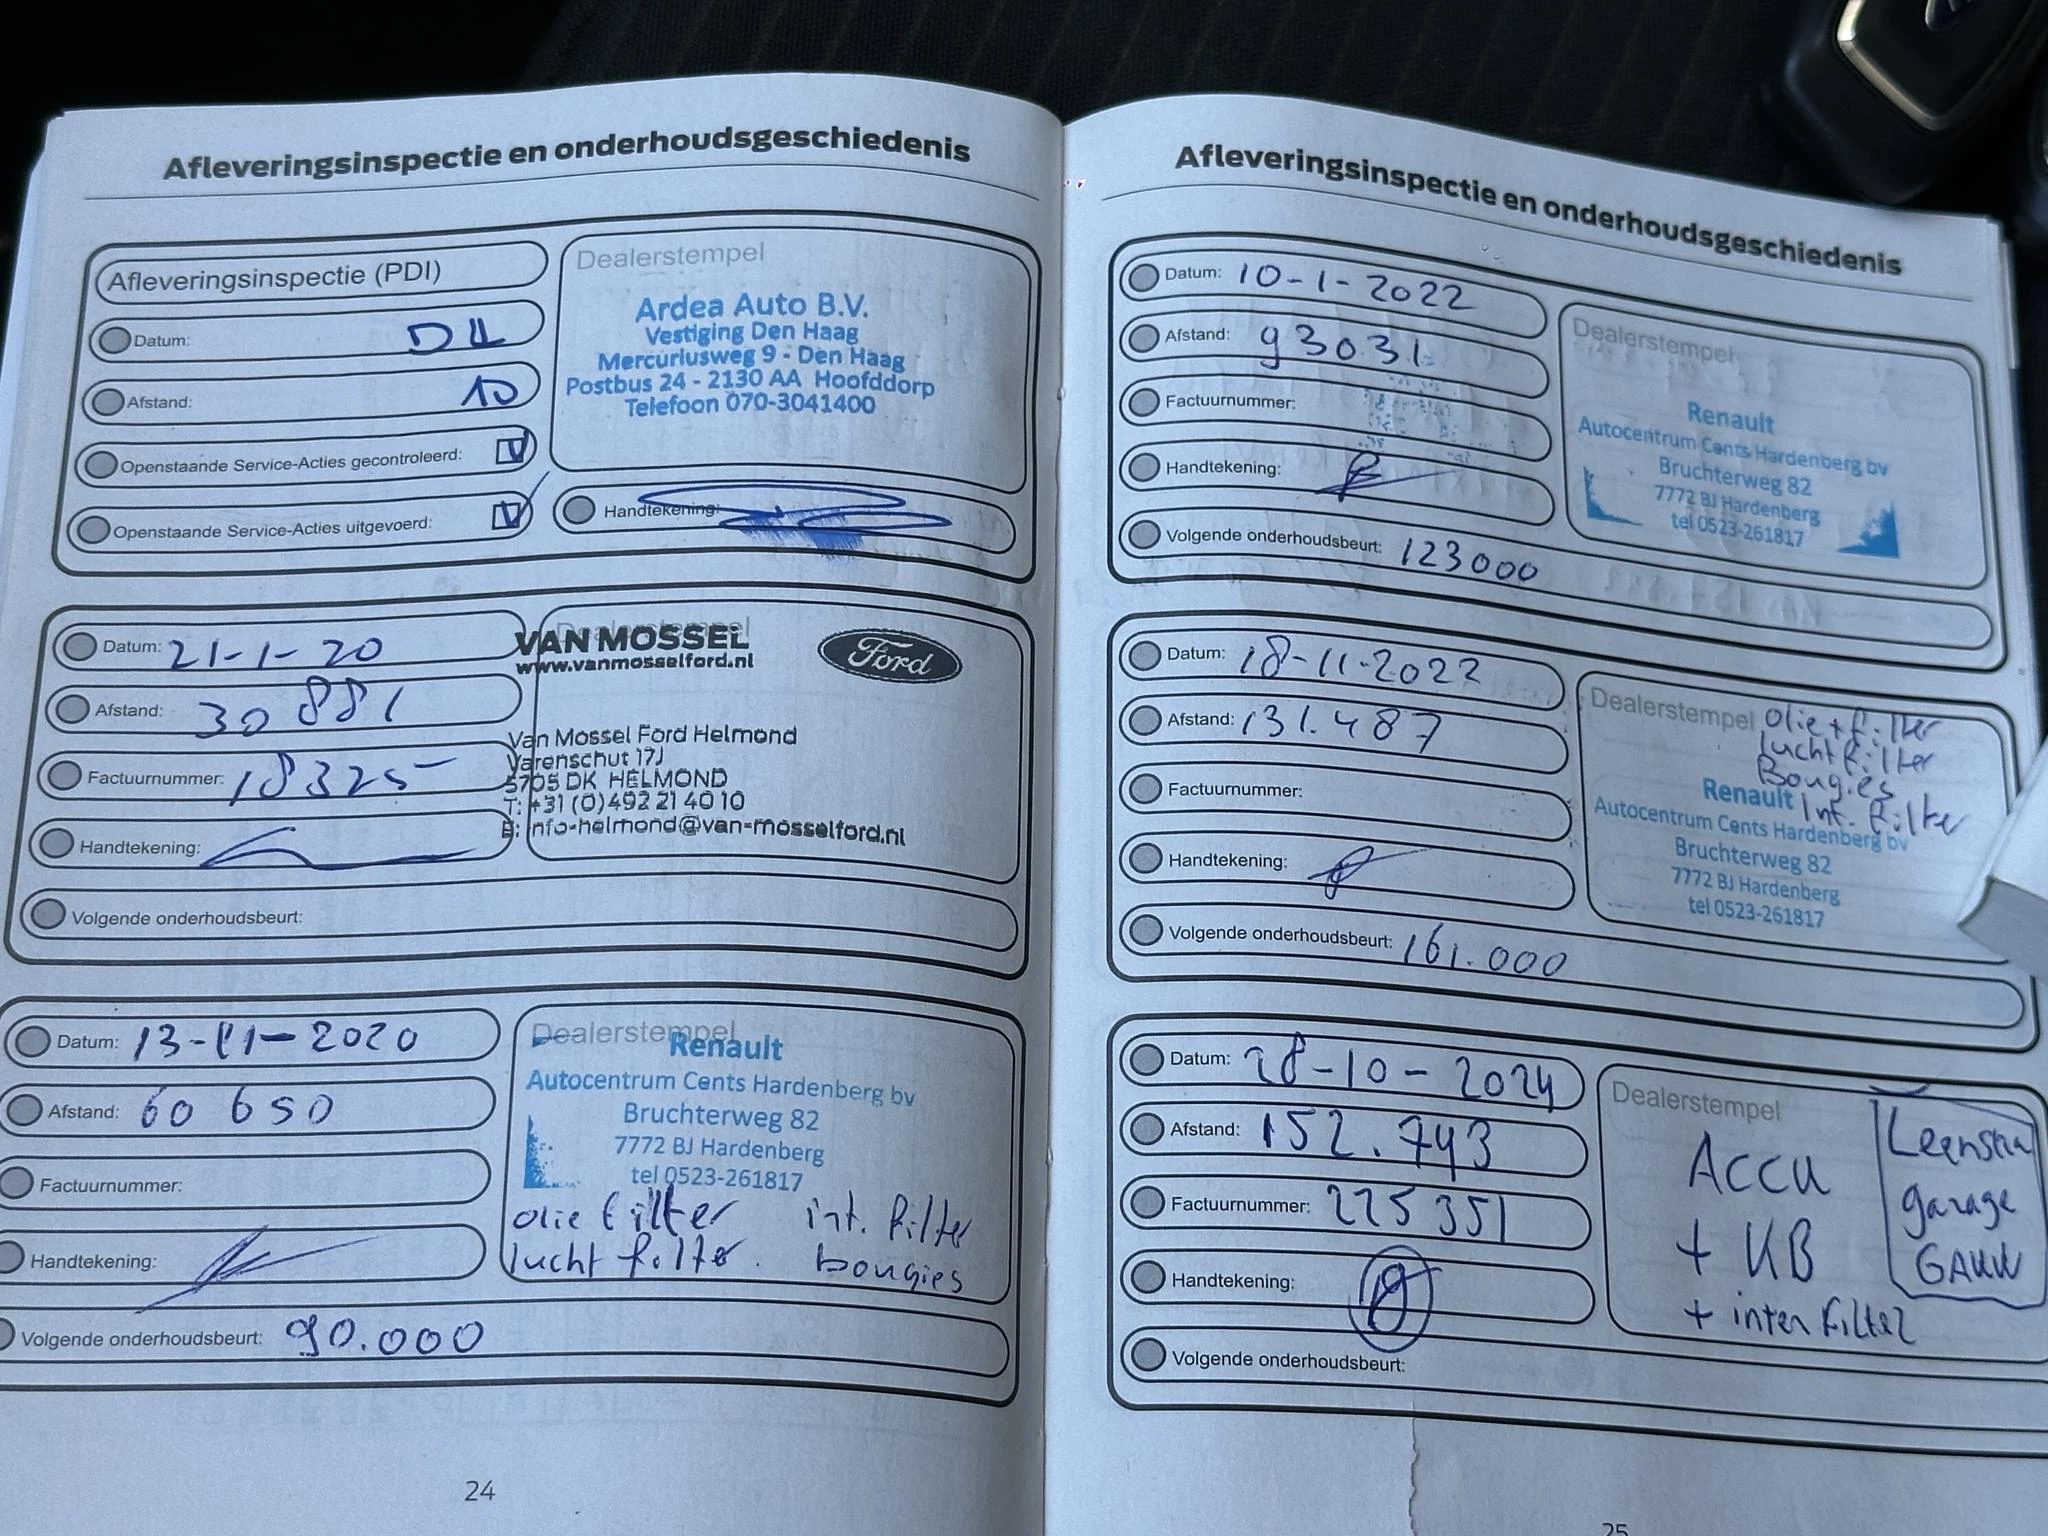 Afleveringsinspectie en onderhoudsgeschiedenis
Afleveringsinspectie (PDI)
Datum:
Afstand: 10
Openstaande Service-Acties gecontroleerd: V
Openstaande Service-Acties uitgevoerd: V
Dealerstempel
Ardea Auto B.V.
Vestiging Den Haag
Mercuriusweg 9 - Den Haag
Postbus 24 - 2130 AA Hoofddorp
Telefoon 070-3041400
Handtekening:
Datum: 21-1-20
Afstand: 30 881
Factuurnummer: 18325
Handtekening:
Volgende onderhoudsbeurt:
Dealerstempel
VAN MOSSEL
www.vanmosselford.nl
Ford
Van Mossel Ford Helmond
Varenschut 17J
5705 DK HELMOND
T: +31 (0)492 21 40 10
E: info-helmond@van-mosselford.nl
Datum: 13-11-2020
Afstand: 60 650
Factuurnummer:
Handtekening:
Volgende onderhoudsbeurt: 90.000
Dealerstempel
Renault
Autocentrum Cents Hardenberg bv
Bruchterweg 82
7772 BJ Hardenberg
tel 0523-261817
olie filter int. filter
lucht filter. bougies
24
Afleveringsinspectie en onderhoudsgeschiedenis
Datum: 10-1-2022
Afstand: 93031
Factuurnummer:
Handtekening:
Volgende onderhoudsbeurt: 123000
Dealerstempel
Renault
Autocentrum Cents Hardenberg bv
Bruchterweg 82
7772 BJ Hardenberg
tel 0523-261817
Datum: 18-11-2022
Afstand: 131.487
Factuurnummer:
Handtekening:
Volgende onderhoudsbeurt: 161.000
Dealerstempel olie + filter
lucht filter
Bougies
Renault Int. filter
Autocentrum Cents Hardenberg bv
Bruchterweg 82
7772 BJ Hardenberg
tel 0523-261817
Datum: 28-10-2024
Afstand: 152.743
Factuurnummer: 225351
Handtekening:
Volgende onderhoudsbeurt:
Dealerstempel
Accu
+ KB
+ inter filter
garage
25